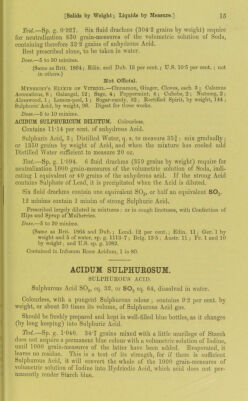 [Solids by Weight; Liquids by Measure.] 15
Test.—Sp. g. 0·927. Six fluid drachms (304·2 grains by weight) require
for neutralisation 830 grain-measures of the volumetric solution of Soda,
containing therefore 33·2 grains of anhydrous Acid.
Best prescribed alone, to be taken in water.
Dose.—5 to 30 minims.
(Same as Brit. 1864; Edin. and Dub. 12 per cent.; U.S. 10·5 per cent.; not
in others.)
Not Official.
MYNSICHT'S ELIXIR OF VITRIOL.—Cinnamon, Ginger, Cloves, each 3; Calamus
Aromaticus, 8; Galangal, 12; Sage, 4; Peppermint, 4; Cubebs, 2; Nutmeg, 2;
Aloeswood, 1; Lemon-peel, 1; Sugar-candy, 32; Rectified Spirit, by weight, 144;
Sulphuric Acid, by weight, 96. Digest for three weeks.
Dose.—5 to 10 minims.
ACIDUM SULPHURICUM DILUTUM. Colourless.
Contains 11·14 per cent. of anhydrous Acid.
Sulphuric Acid, 3; Distilled Water, q.s. to measure 35½: mix gradually;
or 1350 grains by weight of Acid, and when the mixture has cooled add
Distilled Water sufficient to measure 20 oz.
Test.—Sp. g. 1·094. 6 fluid drachms (359 grains by weight) require for
neutralisation 1000 grain-measures of the volumetric solution of Soda, indi-
cating 1 equivalent or 40 grains of the anhydrous acid. If the strong Acid
contains Sulphate of Lead, it is precipitated when the Acid is diluted.
Six fluid drachms contain one equivalent SO₃, or half an equivalent SO₃.
12 minims contain 1 minim of strong Sulphuric Acid.
Prescribed largely diluted in mixtures: or in cough linctuses, with Confection of
Hips and Syrup of Mulberries.
Dose.—5 to 30 minims.
(Same as Brit. 1864 and Dub.; Lond. 12 per cent.; Edin. 11; Ger. 1 by
weight and 5 of water, sp. g. 1113-7; Belg. 13·5; Austr. 11; Fr. 1 and 10
by weight; and U.S. sp. g. 1082.
Contained in Infusum Rosæ Acidum, 1 in 80.
ACIDUM SULPHUROSUM.
SULPHUROUS ACID.
Sulphurous Acid SO₂, eq. 32, or SO₂ eq. 64, dissolved in water.
Colourless, with a pungent Sulphurous odour; contains 9·2 per cent. by
weight, or about 30 times its volume, of Sulphurous Acid gas.
Should be freshly prepared and kept in well-filled blue bottles, as it changes
(by long keeping) into Sulphuric Acid.
Test.—Sp. g. 1·040. 34·7 grains mixed with a little mucilage of Starch
does not acquire a permanent blue colour with a volumetric solution of Iodine,
until 1000 grain-measures of the latter have been added. Evaporated, it
leaves no residue. This is a test of its strength, for if there is sufficient
Sulphurous Acid, it will convert the whole of the 1000 grain-measures of
volumetric solution of Iodine into Hydriodic Acid, which acid does not per-
manently render Starch blue.